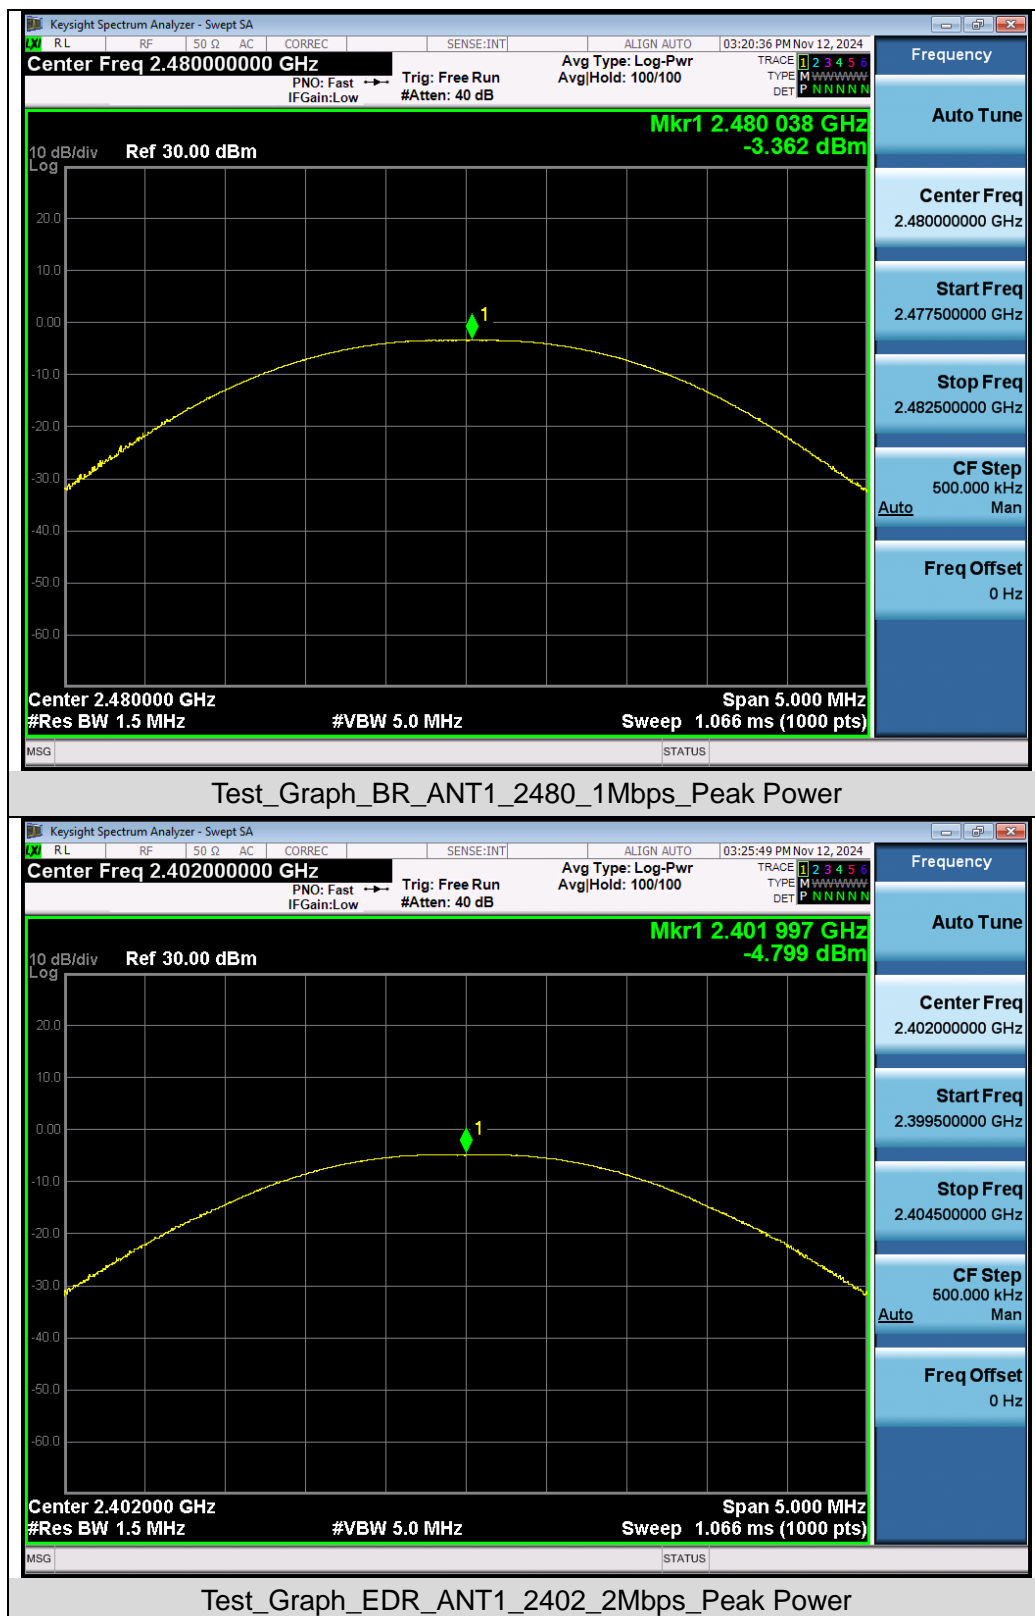 Keysight Spectrum Analyzer - Swept SA
LXI RL RF 50 Ω AC CORREC SENSE:INT ALIGN AUTO 03:20:36 PM Nov 12, 2024
Center Freq 2.480000000 GHz
PNO: Fast
IFGain:Low
Trig: Free Run
#Atten: 40 dB
Avg Type: Log-Pwr
Avg|Hold: 100/100
TRACE 1 2 3 4 5 6
TYPE M WWWWW
DET P N N N N N
Mkr1 2.480 038 GHz
-3.362 dBm
10 dB/div Ref 30.00 dBm
Log
20.0
10.0
0.00
1
-10.0
-20.0
-30.0
-40.0
-50.0
-60.0
Center 2.480000 GHz Span 5.000 MHz
#Res BW 1.5 MHz #VBW 5.0 MHz Sweep 1.066 ms (1000 pts)
MSG STATUS
Frequency
Auto Tune
Center Freq
2.480000000 GHz
Start Freq
2.477500000 GHz
Stop Freq
2.482500000 GHz
CF Step
500.000 kHz
Auto Man
Freq Offset
0 Hz
Test_Graph_BR_ANT1_2480_1Mbps_Peak Power
Keysight Spectrum Analyzer - Swept SA
LXI RL RF 50 Ω AC CORREC SENSE:INT ALIGN AUTO 03:25:49 PM Nov 12, 2024
Center Freq 2.402000000 GHz
PNO: Fast
IFGain:Low
Trig: Free Run
#Atten: 40 dB
Avg Type: Log-Pwr
Avg|Hold: 100/100
TRACE 1 2 3 4 5 6
TYPE M WWWWW
DET P N N N N N
Mkr1 2.401 997 GHz
-4.799 dBm
10 dB/div Ref 30.00 dBm
Log
20.0
10.0
0.00
1
-10.0
-20.0
-30.0
-40.0
-50.0
-60.0
Center 2.402000 GHz Span 5.000 MHz
#Res BW 1.5 MHz #VBW 5.0 MHz Sweep 1.066 ms (1000 pts)
MSG STATUS
Frequency
Auto Tune
Center Freq
2.402000000 GHz
Start Freq
2.399500000 GHz
Stop Freq
2.404500000 GHz
CF Step
500.000 kHz
Auto Man
Freq Offset
0 Hz
Test_Graph_EDR_ANT1_2402_2Mbps_Peak Power